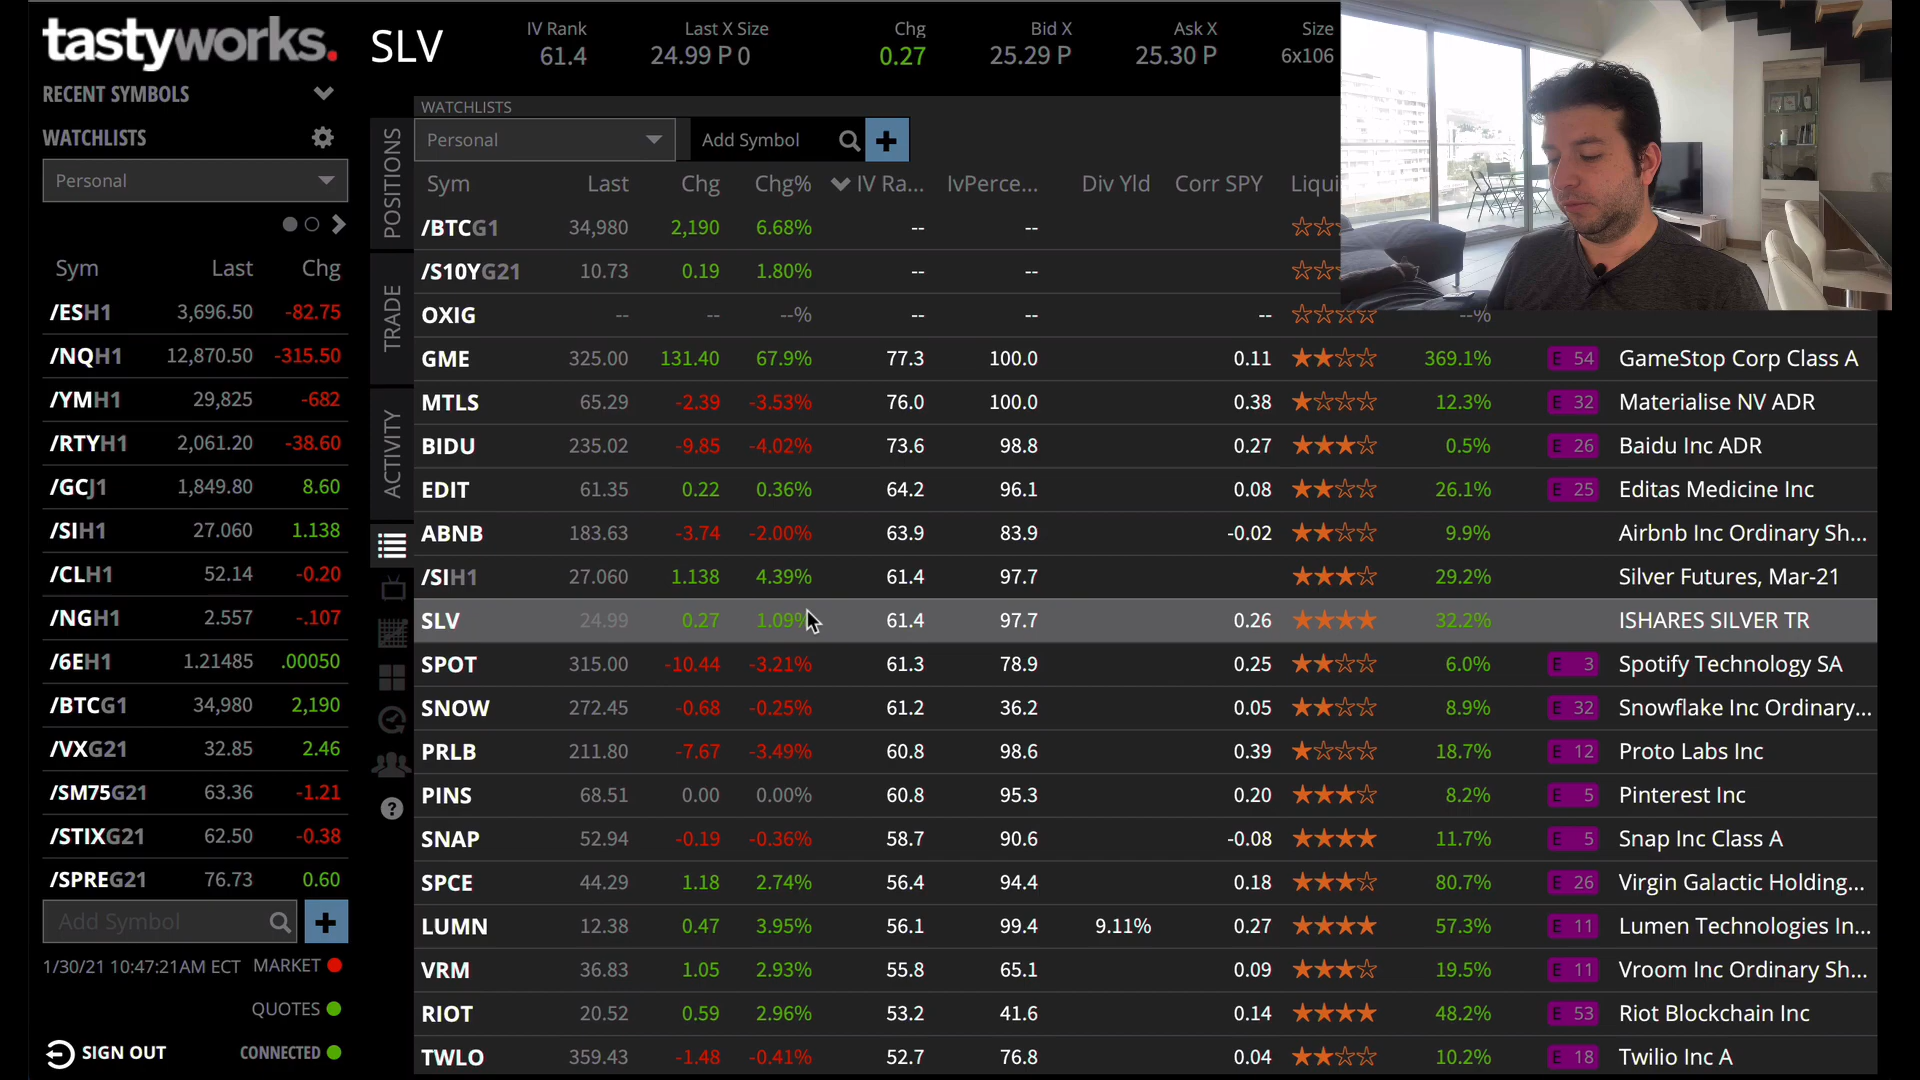 tastyworks. SLV IV Rank Last X Size Chg Bid X Ask X Size
61.4 24.99 P 0 0.27 25.29 P 25.30 P 6x106
RECENT SYMBOLS
WATCHLISTS
Personal
Sym Last Chg
/ESH1 3,696.50 -82.75
/NQH1 12,870.50 -315.50
/YMH1 29,825 -682
/RTYH1 2,061.20 -38.60
/GCJ1 1,849.80 8.60
/SIH1 27.060 1.138
/CLH1 52.14 -0.20
/NGH1 2.557 -.107
/6EH1 1.21485 .00050
/BTCG1 34,980 2,190
/VXG21 32.85 2.46
/SM75G21 63.36 -1.21
/STIXG21 62.50 -0.38
/SPREG21 76.73 0.60
Add Symbol
1/30/21 10:47:21AM ECT MARKET
QUOTES
SIGN OUT CONNECTED
POSITIONS
TRADE
ACTIVITY
WATCHLISTS
Personal Add Symbol
Sym Last Chg Chg% IV Ra... IvPerce... Div Yld Corr SPY Liqui
/BTCG1 34,980 2,190 6.68% -- --
/S10YG21 10.73 0.19 1.80% -- --
OXIG -- -- --% -- -- -- --%
GME 325.00 131.40 67.9% 77.3 100.0 0.11 369.1% E 54 GameStop Corp Class A
MTLS 65.29 -2.39 -3.53% 76.0 100.0 0.38 12.3% E 32 Materialise NV ADR
BIDU 235.02 -9.85 -4.02% 73.6 98.8 0.27 0.5% E 26 Baidu Inc ADR
EDIT 61.35 0.22 0.36% 64.2 96.1 0.08 26.1% E 25 Editas Medicine Inc
ABNB 183.63 -3.74 -2.00% 63.9 83.9 -0.02 9.9% Airbnb Inc Ordinary Sh...
/SIH1 27.060 1.138 4.39% 61.4 97.7 29.2% Silver Futures, Mar-21
SLV 24.99 0.27 1.09% 61.4 97.7 0.26 32.2% ISHARES SILVER TR
SPOT 315.00 -10.44 -3.21% 61.3 78.9 0.25 6.0% E 3 Spotify Technology SA
SNOW 272.45 -0.68 -0.25% 61.2 36.2 0.05 8.9% E 32 Snowflake Inc Ordinary...
PRLB 211.80 -7.67 -3.49% 60.8 98.6 0.39 18.7% E 12 Proto Labs Inc
PINS 68.51 0.00 0.00% 60.8 95.3 0.20 8.2% E 5 Pinterest Inc
SNAP 52.94 -0.19 -0.36% 58.7 90.6 -0.08 11.7% E 5 Snap Inc Class A
SPCE 44.29 1.18 2.74% 56.4 94.4 0.18 80.7% E 26 Virgin Galactic Holding...
LUMN 12.38 0.47 3.95% 56.1 99.4 9.11% 0.27 57.3% E 11 Lumen Technologies In...
VRM 36.83 1.05 2.93% 55.8 65.1 0.09 19.5% E 11 Vroom Inc Ordinary Sh...
RIOT 20.52 0.59 2.96% 53.2 41.6 0.14 48.2% E 53 Riot Blockchain Inc
TWLO 359.43 -1.48 -0.41% 52.7 76.8 0.04 10.2% E 18 Twilio Inc A